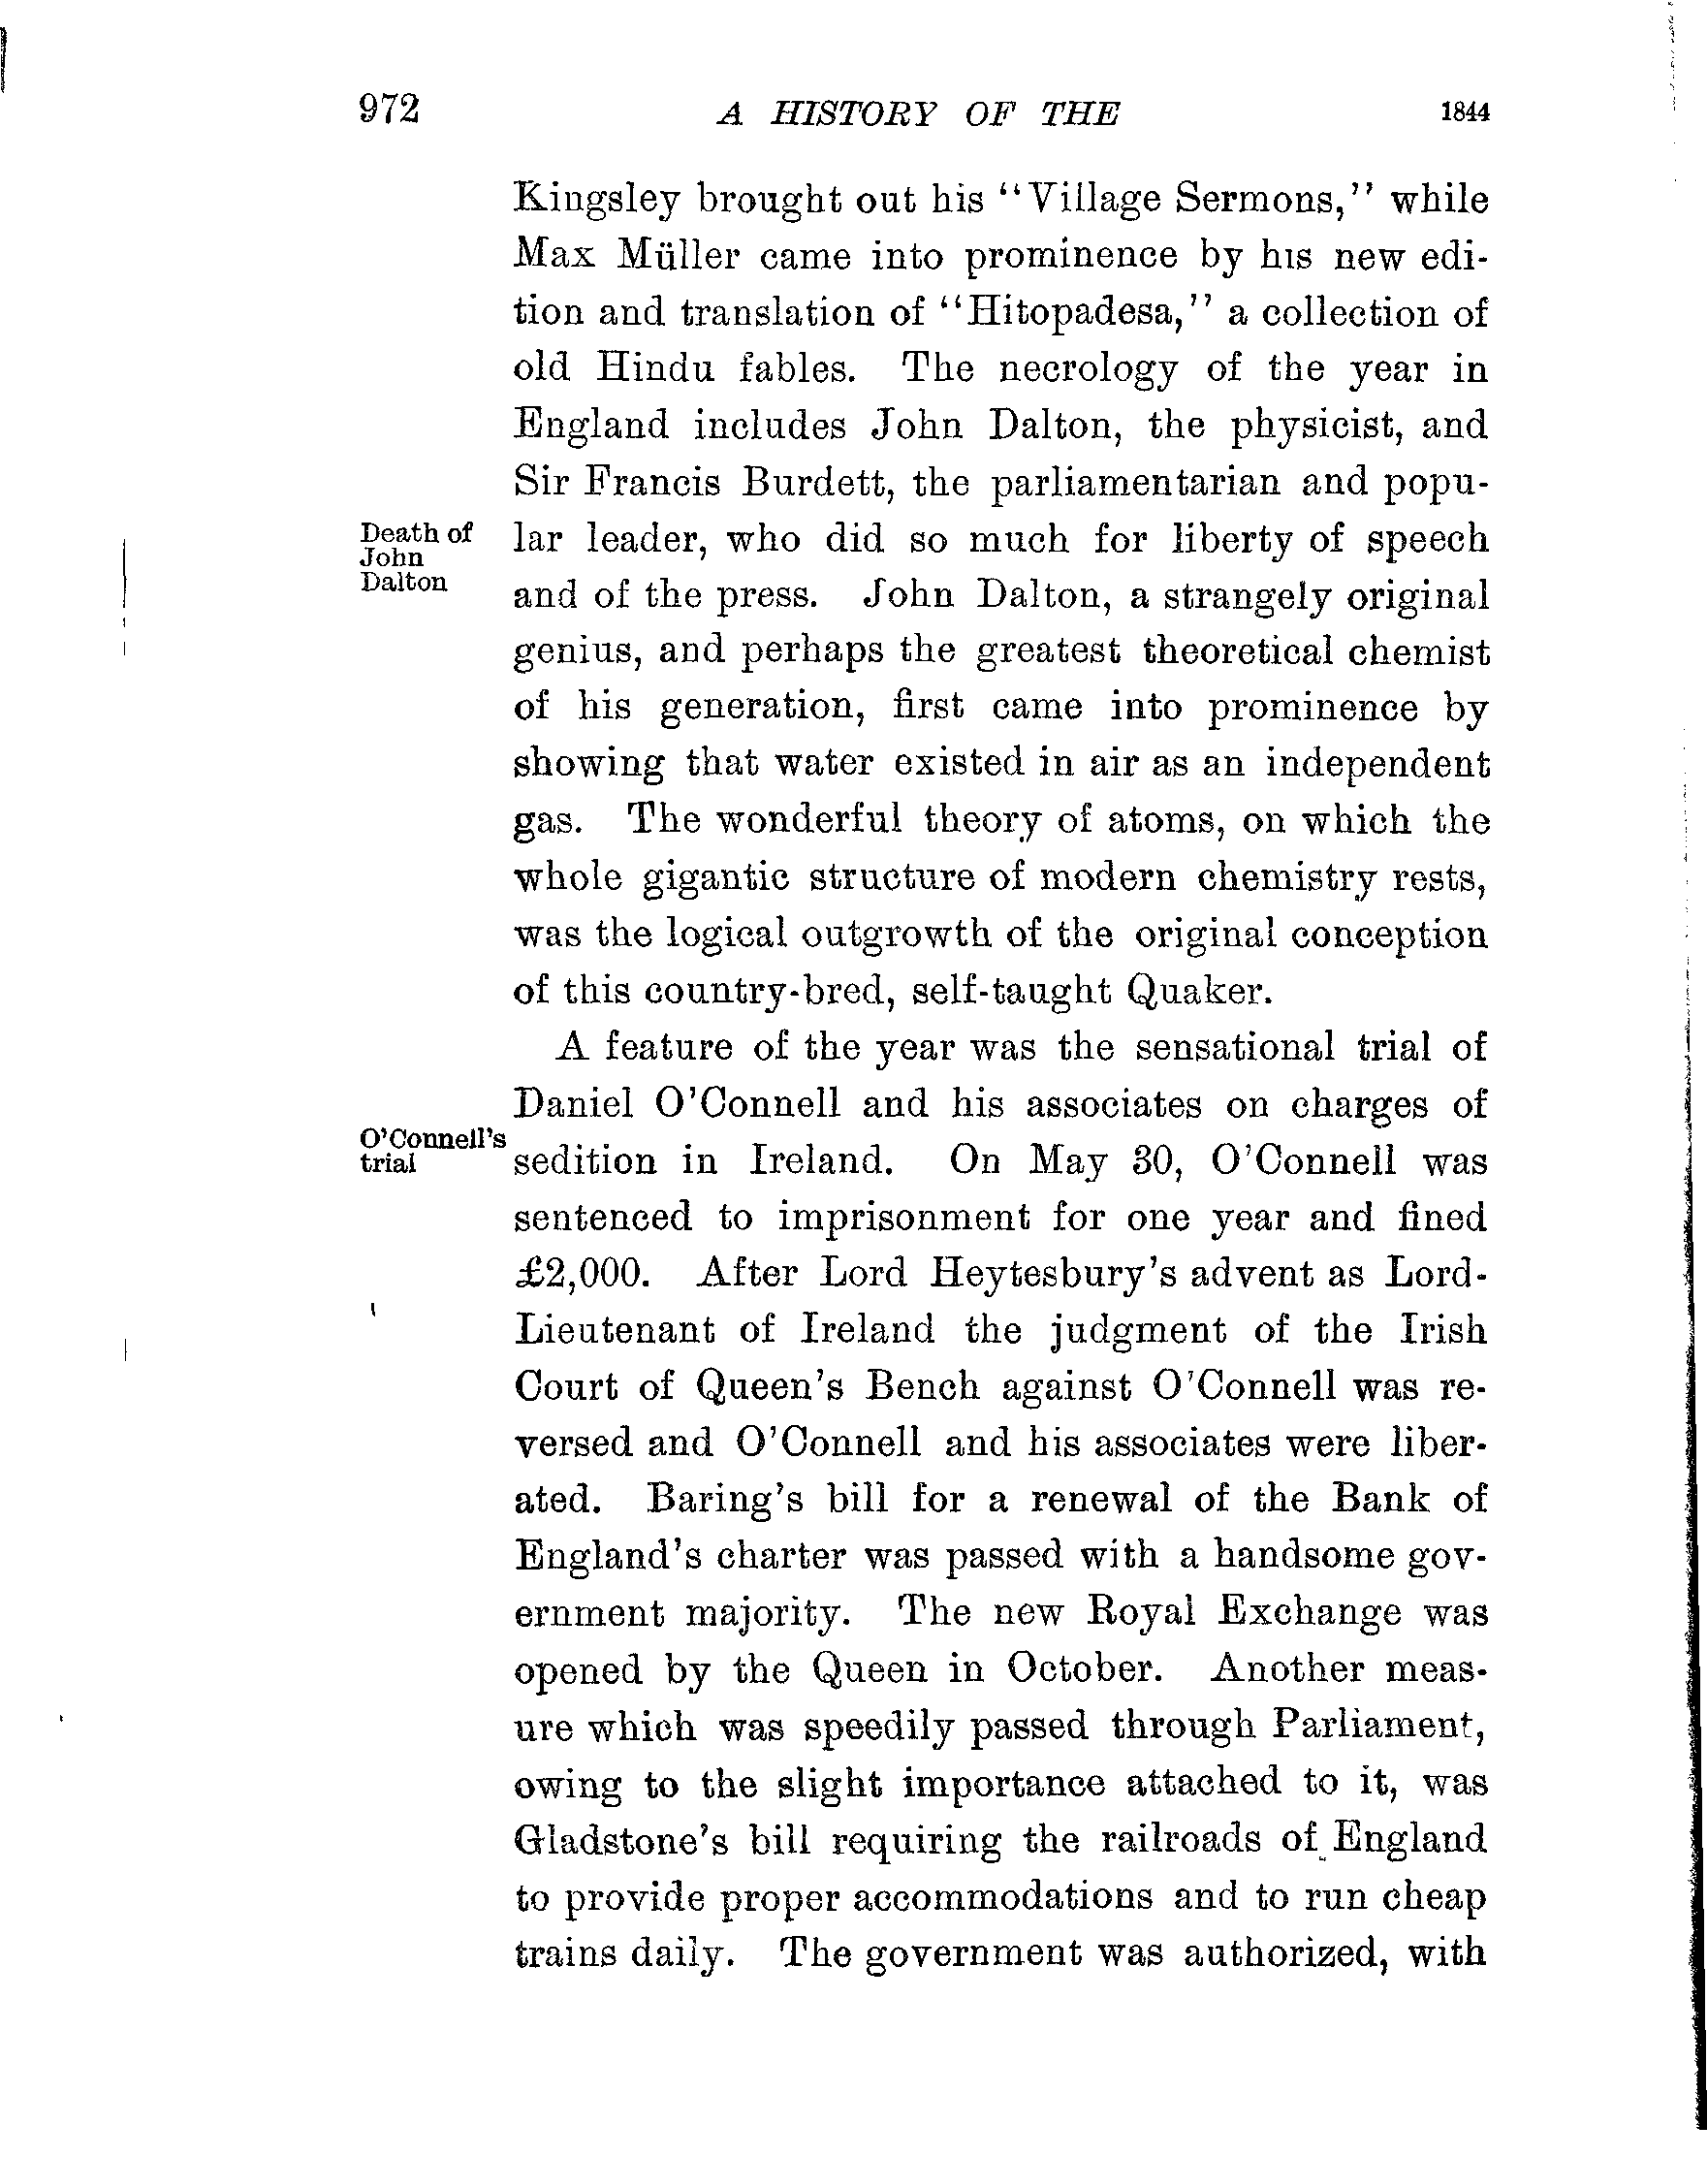 972 A HISTORY OF THE 1844
Kingsley brought out his "Village Sermons," while
Max Müller came into prominence by his new edi-
tion and translation of "Hitopadesa," a collection of
old Hindu fables. The necrology of the year in
England includes John Dalton, the physicist, and
Sir Francis Burdett, the parliamentarian and popu-
Death of
John
Dalton
lar leader, who did so much for liberty of speech
and of the press. John Dalton, a strangely original
genius, and perhaps the greatest theoretical chemist
of his generation, first came into prominence by
showing that water existed in air as an independent
gas. The wonderful theory of atoms, on which the
whole gigantic structure of modern chemistry rests,
was the logical outgrowth of the original conception
of this country-bred, self-taught Quaker.
A feature of the year was the sensational trial of
Daniel O'Connell and his associates on charges of
O'Connell's
trial
sedition in Ireland. On May 30, O'Connell was
sentenced to imprisonment for one year and fined
£2,000. After Lord Heytesbury's advent as Lord-
Lieutenant of Ireland the judgment of the Irish
Court of Queen's Bench against O'Connell was re-
versed and O'Connell and his associates were liber-
ated. Baring's bill for a renewal of the Bank of
England's charter was passed with a handsome gov-
ernment majority. The new Royal Exchange was
opened by the Queen in October. Another meas-
ure which was speedily passed through Parliament,
owing to the slight importance attached to it, was
Gladstone's bill requiring the railroads of England
to provide proper accommodations and to run cheap
trains daily. The government was authorized, with